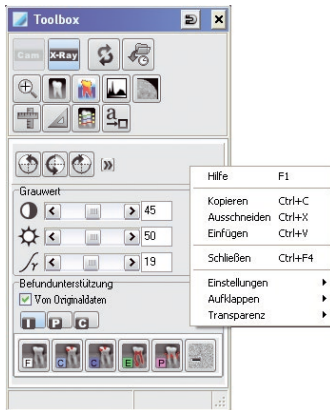 Toolbox
Cam X-Ray
a
Hilfe F1
Kopieren Ctrl+C
Ausschneiden Ctrl+X
Einfügen Ctrl+V
Schließen Ctrl+F4
Einstellungen
Aufklappen
Transparenz
Grauwert
45
50
19
Befundunterstützung
Von Originaldaten
I P C
F C C E P